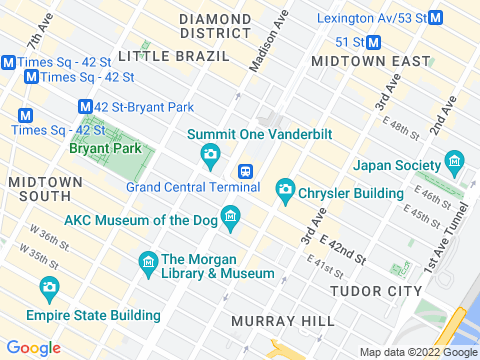 Lexington Av/53 St
DIAMOND
DISTRICT
7th Ave
Madison Ave
51 St
LITTLE BRAZIL
MIDTOWN EAST
Times Sq - 42 St
Times Sq - 42 St
3rd Ave
2nd Ave
42 St-Bryant Park
E 48th St
Times Sq - 42 St
Summit One Vanderbilt
Bryant Park
Japan Society
Grand Central Terminal
MIDTOWN
SOUTH
Chrysler Building
E 46th St
E 45th St
AKC Museum of the Dog
3rd Ave
1st Ave Tunnel
W 36th St
W 35th St
E 42nd St
E 41st St
The Morgan
Library & Museum
TUDOR CITY
Empire State Building
MURRAY HILL
Google
Map data ©2022 Google